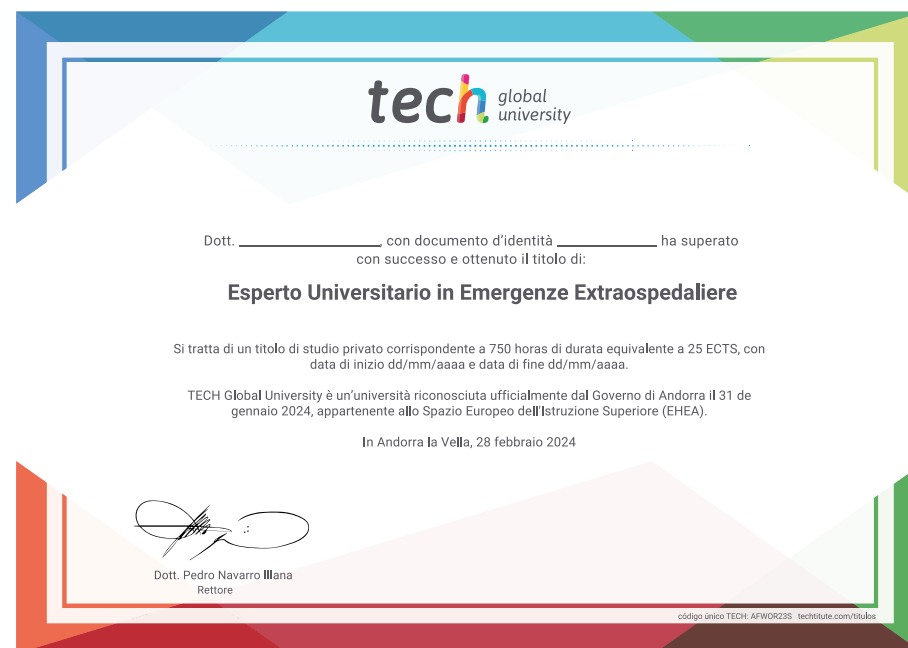 tech global university
Dott. ____________________, con documento d'identità ______________ ha superato
con successo e ottenuto il titolo di:
Esperto Universitario in Emergenze Extraospedaliere
Si tratta di un titolo di studio privato corrispondente a 750 horas di durata equivalente a 25 ECTS, con
data di inizio dd/mm/aaaa e data di fine dd/mm/aaaa.
TECH Global University è un'università riconosciuta ufficialmente dal Governo di Andorra il 31 de
gennaio 2024, appartenente allo Spazio Europeo dell'Istruzione Superiore (EHEA).
In Andorra la Vella, 28 febbraio 2024
Dott. Pedro Navarro Illana
Rettore
código único TECH: AFWOR23S techtitute.com/titulos